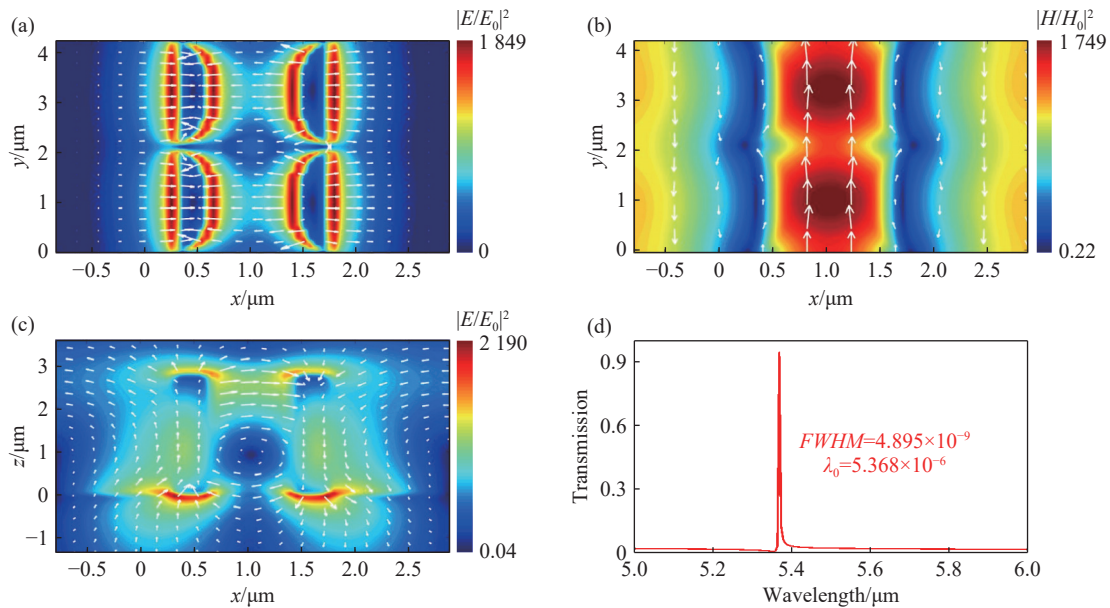 (a)
|E/E₀|²
1 849
0
y/μm
4
3
2
1
0
−0.5 0 0.5 1.0 1.5 2.0 2.5
x/μm
(b)
|H/H₀|²
1 749
0.22
y/μm
4
3
2
1
0
−0.5 0 0.5 1.0 1.5 2.0 2.5
x/μm
(c)
|E/E₀|²
2 190
0.04
z/μm
3
2
1
0
−1
−0.5 0 0.5 1.0 1.5 2.0 2.5
x/μm
(d)
Transmission
0.9
0.6
0.3
0
FWHM=4.895×10⁻⁹
λ₀=5.368×10⁻⁶
5.0 5.2 5.4 5.6 5.8 6.0
Wavelength/μm